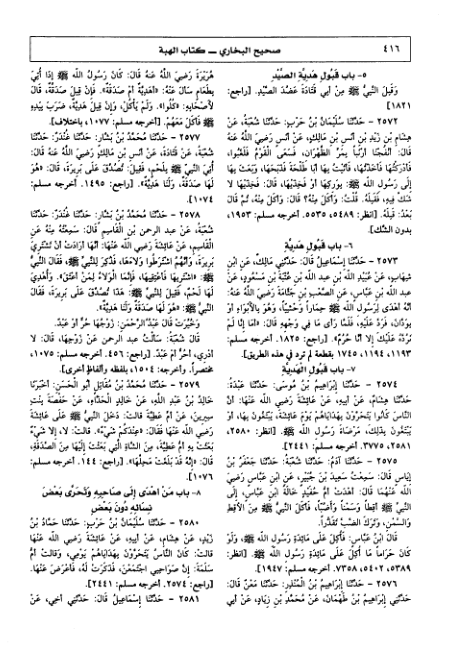 ٤١٦
صحيح البخاري ـ كتاب الهبة
٥- باب قَبُولِ هَدِيَّةِ الصَّيْدِ
وَقَبِلَ النَّبِيُّ ﷺ مِنْ أَبِي قَتَادَةَ عَضُدَ الصَّيْدِ. [راجع:
١٨٢١]
٢٥٧٢ - حَدَّثَنَا سُلَيْمَانُ بْنُ حَرْبٍ: حَدَّثَنَا شُعْبَةُ، عَنْ
هِشَامِ بْنِ زَيْدِ بْنِ أَنَسِ بْنِ مَالِكٍ، عَنْ أَنَسٍ رَضِيَ اللَّهُ عَنْهُ
قَالَ: أَنْفَجْنَا أَرْنَبًا بِمَرِّ الظَّهْرَانِ، فَسَعَى الْقَوْمُ فَلَغَبُوا،
فَأَدْرَكْتُهَا فَأَخَذْتُهَا، فَأَتَيْتُ بِهَا أَبَا طَلْحَةَ فَذَبَحَهَا، وَبَعَثَ بِهَا
إِلَى رَسُولِ اللَّهِ ﷺ بِوَرِكِهَا أَوْ فَخِذَيْهَا، قَالَ: فَخِذَيْهَا لَا
شَكَّ فِيهِ، فَقَبِلَهُ. قُلْتُ: وَأَكَلَ مِنْهُ؟ قَالَ: وَأَكَلَ مِنْهُ، ثُمَّ قَالَ
بَعْدُ: قَبِلَهُ. [انظر: ٥٤٨٩، ٥٥٣٥. أخرجه مسلم: ١٩٥٣،
بدون الشك].
٦- باب قَبُولِ هَدِيَّةِ
٢٥٧٣ - حَدَّثَنَا إِسْمَاعِيلُ قَالَ: حَدَّثَنِي مَالِكٌ، عَنِ ابْنِ
شِهَابٍ، عَنْ عُبَيْدِ اللَّهِ بْنِ عَبْدِ اللَّهِ بْنِ عُتْبَةَ بْنِ مَسْعُودٍ، عَنْ
عَبْدِ اللَّهِ بْنِ عَبَّاسٍ، عَنِ الصَّعْبِ بْنِ جَثَّامَةَ رَضِيَ اللَّهُ عَنْهُ:
أَنَّهُ أَهْدَى لِرَسُولِ اللَّهِ ﷺ حِمَارًا وَحْشِيًّا، وَهُوَ بِالْأَبْوَاءِ أَوْ
بِوَدَّانَ، فَرَدَّ عَلَيْهِ، فَلَمَّا رَأَى مَا فِي وَجْهِهِ قَالَ: «أَمَا إِنَّا لَمْ
نَرُدَّهُ عَلَيْكَ إِلَّا أَنَّا حُرُمٌ». [راجع: ١٨٢٥. أخرجه مسلم:
١١٩٣، ١١٩٤، ١٧٤٥ بقطعة لم ترد في هذه الطريق].
٧- باب قَبُولِ الْهَدِيَّةِ
٢٥٧٤ - حَدَّثَنَا إِبْرَاهِيمُ بْنُ مُوسَى: حَدَّثَنَا عَبْدَةُ:
حَدَّثَنَا هِشَامٌ، عَنْ أَبِيهِ، عَنْ عَائِشَةَ رَضِيَ اللَّهُ عَنْهَا: أَنَّ
النَّاسَ كَانُوا يَتَحَرَّوْنَ بِهَدَايَاهُمْ يَوْمَ عَائِشَةَ، يَبْتَغُونَ بِهَا، أَوْ
يَبْتَغُونَ بِذَلِكَ، مَرْضَاةَ رَسُولِ اللَّهِ ﷺ. [انظر: ٢٥٨٠،
٢٥٨١، ٣٧٧٥. أخرجه مسلم: ٢٤٤١].
٢٥٧٥ - حَدَّثَنَا آدَمُ: حَدَّثَنَا شُعْبَةُ: حَدَّثَنَا جَعْفَرُ بْنُ
إِيَاسٍ قَالَ: سَمِعْتُ سَعِيدَ بْنَ جُبَيْرٍ، عَنِ ابْنِ عَبَّاسٍ رَضِيَ
اللَّهُ عَنْهُمَا قَالَ: أَهْدَتْ أُمُّ حُفَيْدٍ خَالَةُ ابْنِ عَبَّاسٍ، إِلَى
النَّبِيِّ ﷺ أَقِطًا وَسَمْنًا وَأَضُبًّا، فَأَكَلَ النَّبِيُّ ﷺ مِنَ الْأَقِطِ
وَالسَّمْنِ، وَتَرَكَ الضَّبَّ تَقَذُّرًا.
قَالَ ابْنُ عَبَّاسٍ: فَأُكِلَ عَلَى مَائِدَةِ رَسُولِ اللَّهِ ﷺ، وَلَوْ
كَانَ حَرَامًا مَا أُكِلَ عَلَى مَائِدَةِ رَسُولِ اللَّهِ ﷺ. [انظر:
٥٣٨٩، ٥٤٠٢، ٧٣٥٨. أخرجه مسلم: ١٩٤٧].
٢٥٧٦ - حَدَّثَنَا إِبْرَاهِيمُ بْنُ الْمُنْذِرِ: حَدَّثَنَا مَعْنٌ قَالَ:
حَدَّثَنِي إِبْرَاهِيمُ بْنُ طَهْمَانَ، عَنْ مُحَمَّدِ بْنِ زِيَادٍ، عَنْ أَبِي
هُرَيْرَةَ رَضِيَ اللَّهُ عَنْهُ قَالَ: كَانَ رَسُولُ اللَّهِ ﷺ إِذَا أُتِيَ
بِطَعَامٍ سَأَلَ عَنْهُ: «أَهَدِيَّةٌ أَمْ صَدَقَةٌ». فَإِنْ قِيلَ صَدَقَةٌ، قَالَ
لِأَصْحَابِهِ: «كُلُوا». وَلَمْ يَأْكُلْ، وَإِنْ قِيلَ هَدِيَّةٌ، ضَرَبَ بِيَدِهِ
ﷺ فَأَكَلَ مَعَهُمْ. [أخرجه مسلم: ١٠٧٧، باختلاف].
٢٥٧٧ - حَدَّثَنَا مُحَمَّدُ بْنُ بَشَّارٍ: حَدَّثَنَا غُنْدَرٌ: حَدَّثَنَا
شُعْبَةُ، عَنْ قَتَادَةَ، عَنْ أَنَسِ بْنِ مَالِكٍ رَضِيَ اللَّهُ عَنْهُ قَالَ:
أُتِيَ النَّبِيُّ ﷺ بِلَحْمٍ، فَقِيلَ: تُصُدِّقَ عَلَى بَرِيرَةَ، قَالَ: «هُوَ
لَهَا صَدَقَةٌ، وَلَنَا هَدِيَّةٌ». [راجع: ١٤٩٥. أخرجه مسلم:
١٠٧٤].
٢٥٧٨ - حَدَّثَنَا مُحَمَّدُ بْنُ بَشَّارٍ: حَدَّثَنَا غُنْدَرٌ: حَدَّثَنَا
شُعْبَةُ، عَنْ عبد الرحمن بْنِ الْقَاسِمِ قَالَ: سَمِعْتُهُ مِنْهُ عَنِ
الْقَاسِمِ، عَنْ عَائِشَةَ رَضِيَ اللَّهُ عَنْهَا: أَنَّهَا أَرَادَتْ أَنْ تَشْتَرِيَ
بَرِيرَةَ، وَأَنَّهُمُ اشْتَرَطُوا وَلَاءَهَا، فَذُكِرَ لِلنَّبِيِّ ﷺ، فَقَالَ النَّبِيُّ
ﷺ: «اشْتَرِيهَا فَأَعْتِقِيهَا، فَإِنَّمَا الْوَلَاءُ لِمَنْ أَعْتَقَ». وَأُهْدِيَ
لَهَا لَحْمٌ، فَقِيلَ لِلنَّبِيِّ ﷺ: هَذَا تُصُدِّقَ عَلَى بَرِيرَةَ، فَقَالَ
النَّبِيُّ ﷺ: «هُوَ لَهَا صَدَقَةٌ وَلَنَا هَدِيَّةٌ».
وَخُيِّرَتْ قَالَ عَبْدُالرَّحْمَنِ: زَوْجُهَا حُرٌّ أَوْ عَبْدٌ.
قَالَ شُعْبَةُ: سَأَلْتُ عبد الرحمن عَنْ زَوْجِهَا، قَالَ: لَا
أَدْرِي، أَحُرٌّ أَمْ عَبْدٌ. [راجع: ٤٥٦. أخرجه مسلم: ١٠٧٥،
مختصراً. وأخرجه: ١٥٠٤، بلفظه وألفاظ أخرى].
٢٥٧٩ - حَدَّثَنَا مُحَمَّدُ بْنُ مُقَاتِلٍ أَبُو الْحَسَنِ: أَخْبَرَنَا
خَالِدُ بْنُ عَبْدِ اللَّهِ، عَنْ خَالِدٍ الْحَذَّاءِ، عَنْ حَفْصَةَ بِنْتِ
سِيرِينَ، عَنْ أُمِّ عَطِيَّةَ قَالَتْ: دَخَلَ النَّبِيُّ ﷺ عَلَى عَائِشَةَ
رَضِيَ اللَّهُ عَنْهَا فَقَالَ: «عِنْدَكُمْ شَيْءٌ». قَالَتْ: لَا، إِلَّا شَيْءٌ
بَعَثَتْ بِهِ أُمُّ عَطِيَّةَ، مِنَ الشَّاةِ الَّتِي بَعَثْتَ إِلَيْهَا مِنَ الصَّدَقَةِ،
قَالَ: «إِنَّهُ قَدْ بَلَغَتْ مَحِلَّهَا». [راجع: ١٤٤٦. أخرجه مسلم:
١٠٧٦].
٨- باب مَنْ أَهْدَى إِلَى صَاحِبِهِ وَتَحَرَّى بَعْضَ
نِسَائِهِ دُونَ بَعْضٍ
٢٥٨٠ - حَدَّثَنَا سُلَيْمَانُ بْنُ حَرْبٍ: حَدَّثَنَا حَمَّادُ بْنُ
زَيْدٍ، عَنْ هِشَامٍ، عَنْ أَبِيهِ، عَنْ عَائِشَةَ رَضِيَ اللَّهُ عَنْهَا
قَالَتْ: كَانَ النَّاسُ يَتَحَرَّوْنَ بِهَدَايَاهُمْ يَوْمِي، وَقَالَتْ أُمُّ
سَلَمَةَ: إِنَّ صَوَاحِبِي اجْتَمَعْنَ، فَذَكَرَتْ لَهُ، فَأَعْرَضَ عَنْهَا.
[راجع: ٢٥٧٤. أخرجه مسلم: ٢٤٤١].
٢٥٨١ - حَدَّثَنَا إِسْمَاعِيلُ قَالَ: حَدَّثَنِي أَخِي، عَنْ